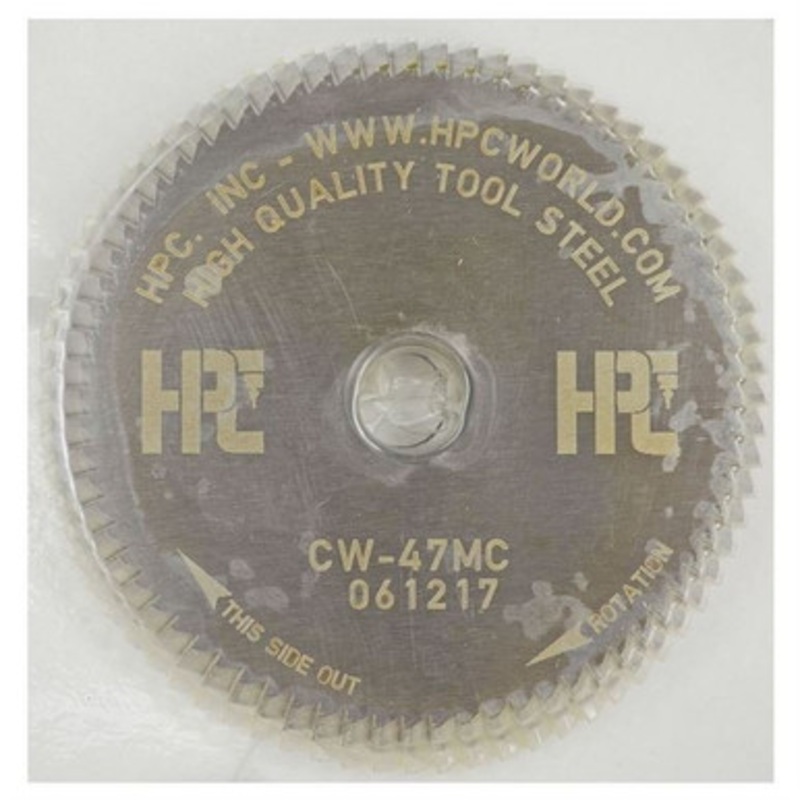 HPC. INC - WWW.HPCWORLD.COM
HIGH QUALITY TOOL STEEL
HPC
HPC
CW-47MC
061217
THIS SIDE OUT
ROTATION